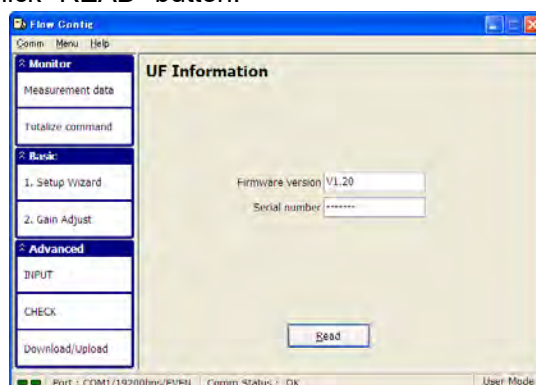 "READ" button.
Flow Config
Comm Menu Help
Monitor
Measurement data
Totalize command
Basic
1. Setup Wizard
2. Gain Adjust
Advanced
INPUT
CHECK
Download/Upload
UF Information
Firmware version V1.20
Serial number -------
Read
Port : COM1/19200bps/EVEN Comm Status : OK User Mode